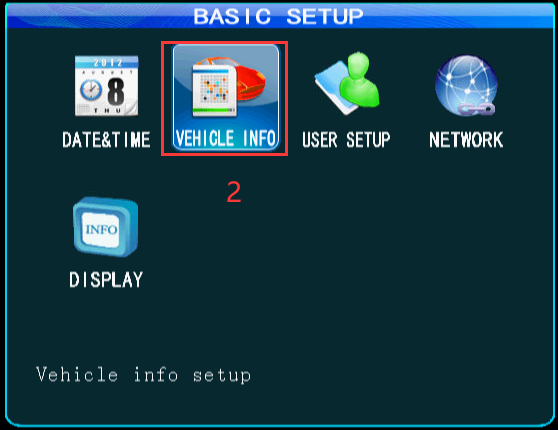 BASIC SETUP
2012
AUGUST
8
THU
DATE&TIME
VEHICLE INFO
USER SETUP
NETWORK
2
INFO
DISPLAY
Vehicle info setup